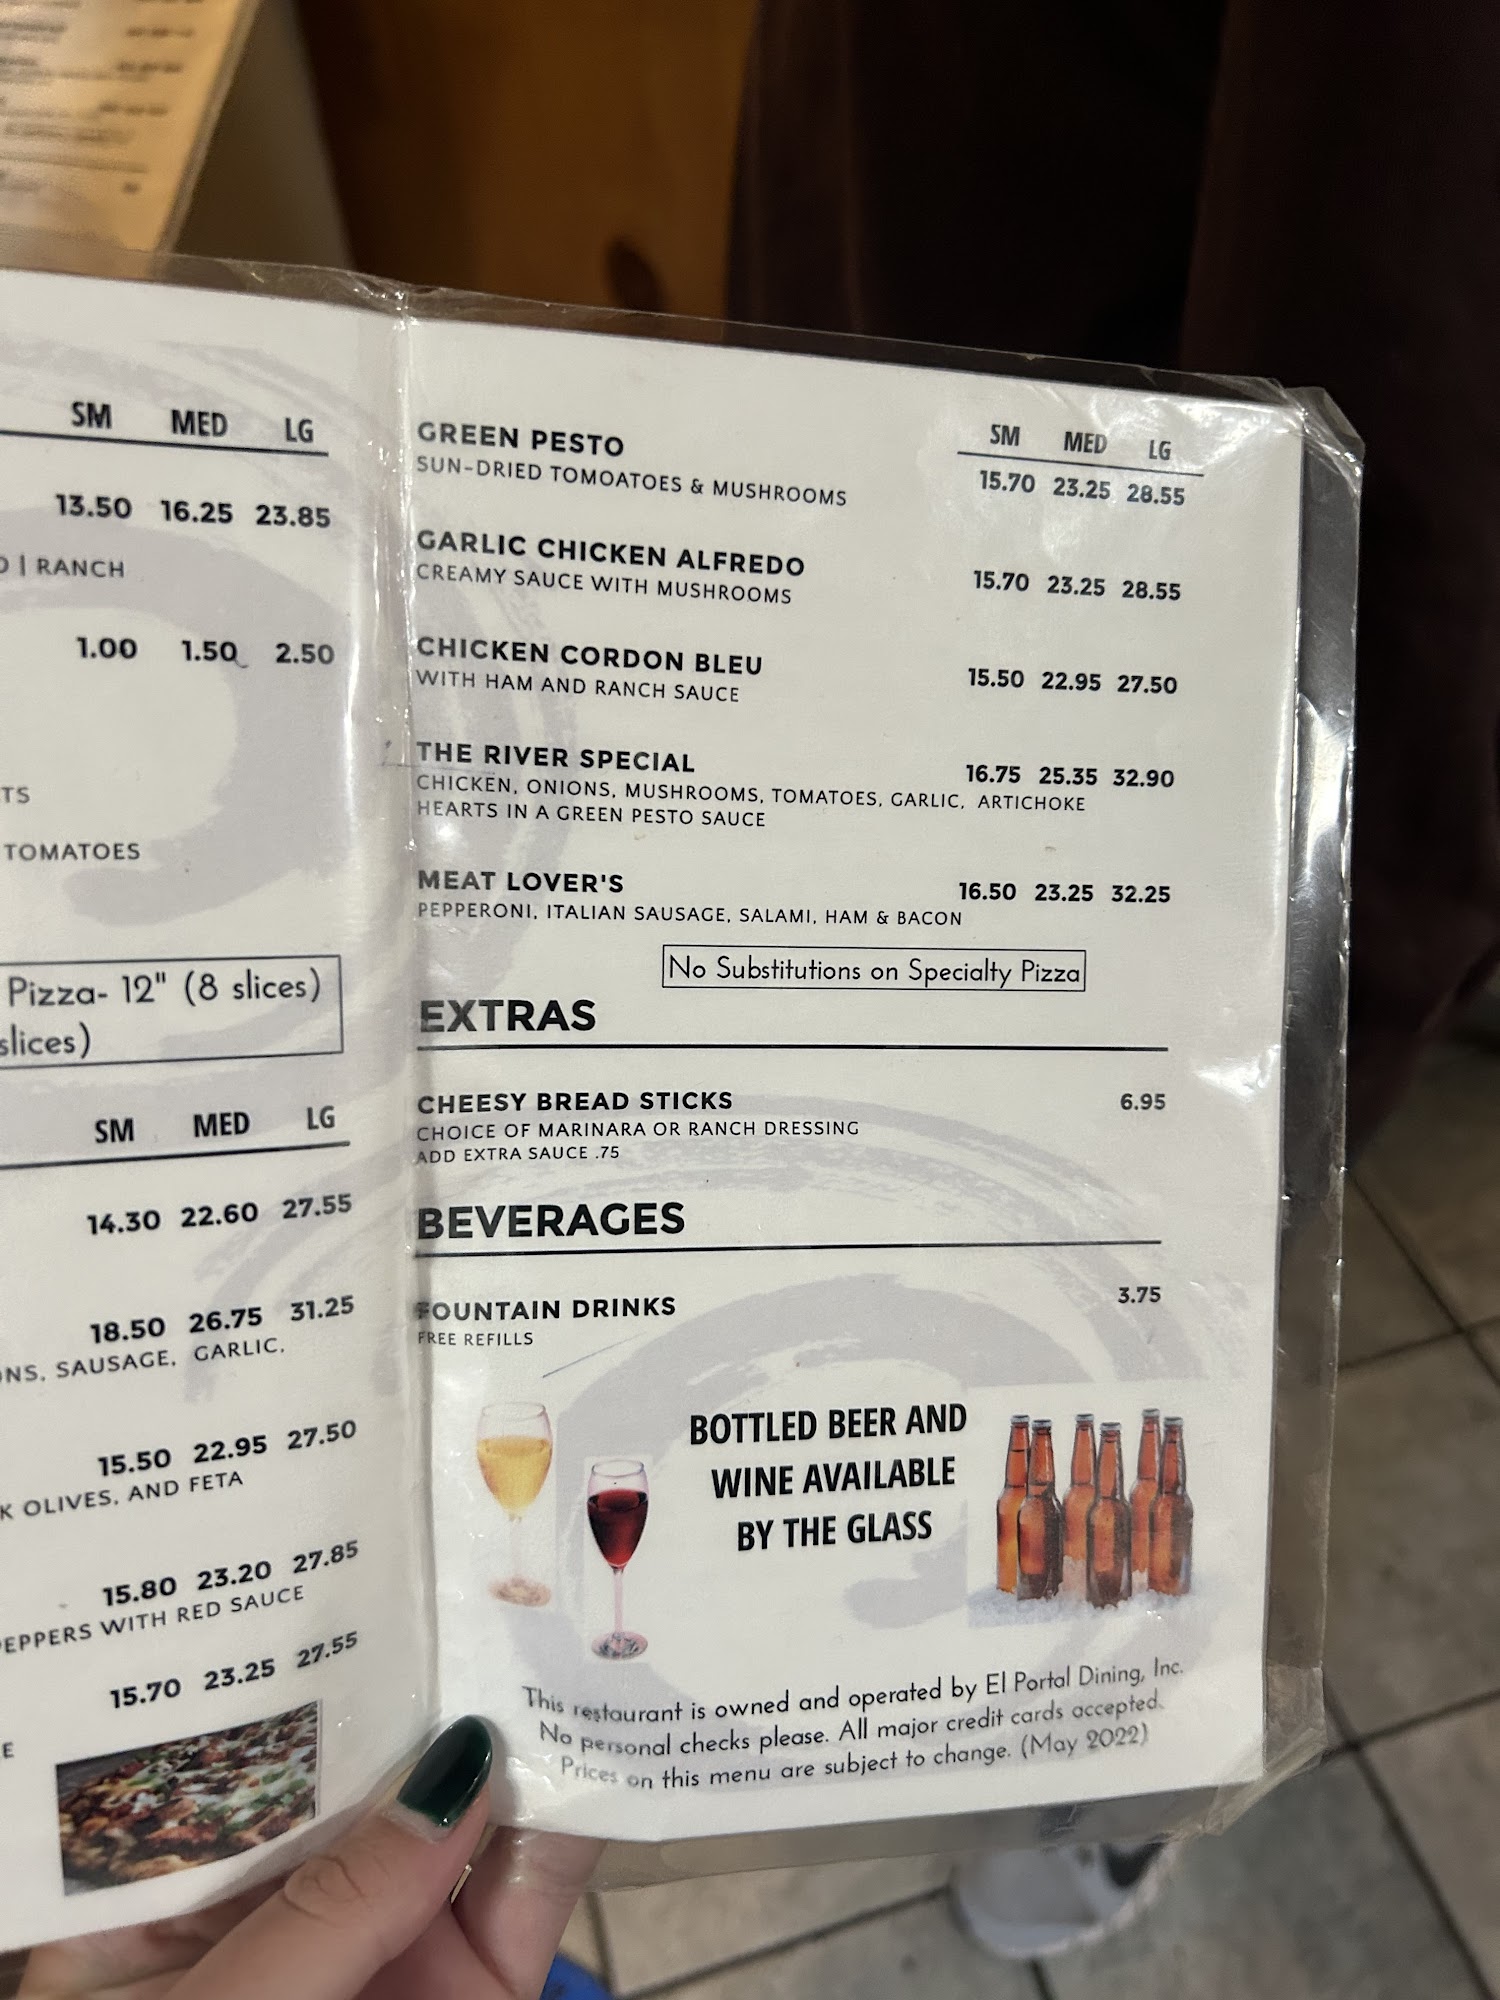 SM MED LG
13.50 16.25 23.85
| RANCH
1.00 1.50 2.50
TS
TOMATOES
Pizza- 12" (8 slices)
slices)
SM MED LG
14.30 22.60 27.55
18.50 26.75 31.25
ONS, SAUSAGE, GARLIC,
15.50 22.95 27.50
K OLIVES, AND FETA
15.80 23.20 27.85
PEPPERS WITH RED SAUCE
15.70 23.25 27.55
E
SM MED LG
GREEN PESTO 15.70 23.25 28.55
SUN-DRIED TOMOATOES & MUSHROOMS
GARLIC CHICKEN ALFREDO 15.70 23.25 28.55
CREAMY SAUCE WITH MUSHROOMS
CHICKEN CORDON BLEU 15.50 22.95 27.50
WITH HAM AND RANCH SAUCE
THE RIVER SPECIAL 16.75 25.35 32.90
CHICKEN, ONIONS, MUSHROOMS, TOMATOES, GARLIC, ARTICHOKE
HEARTS IN A GREEN PESTO SAUCE
MEAT LOVER'S 16.50 23.25 32.25
PEPPERONI, ITALIAN SAUSAGE, SALAMI, HAM & BACON
No Substitutions on Specialty Pizza
EXTRAS
CHEESY BREAD STICKS 6.95
CHOICE OF MARINARA OR RANCH DRESSING
ADD EXTRA SAUCE .75
BEVERAGES
FOUNTAIN DRINKS 3.75
FREE REFILLS
BOTTLED BEER AND
WINE AVAILABLE
BY THE GLASS
This restaurant is owned and operated by El Portal Dining, Inc.
No personal checks please. All major credit cards accepted.
Prices on this menu are subject to change. (May 2022)